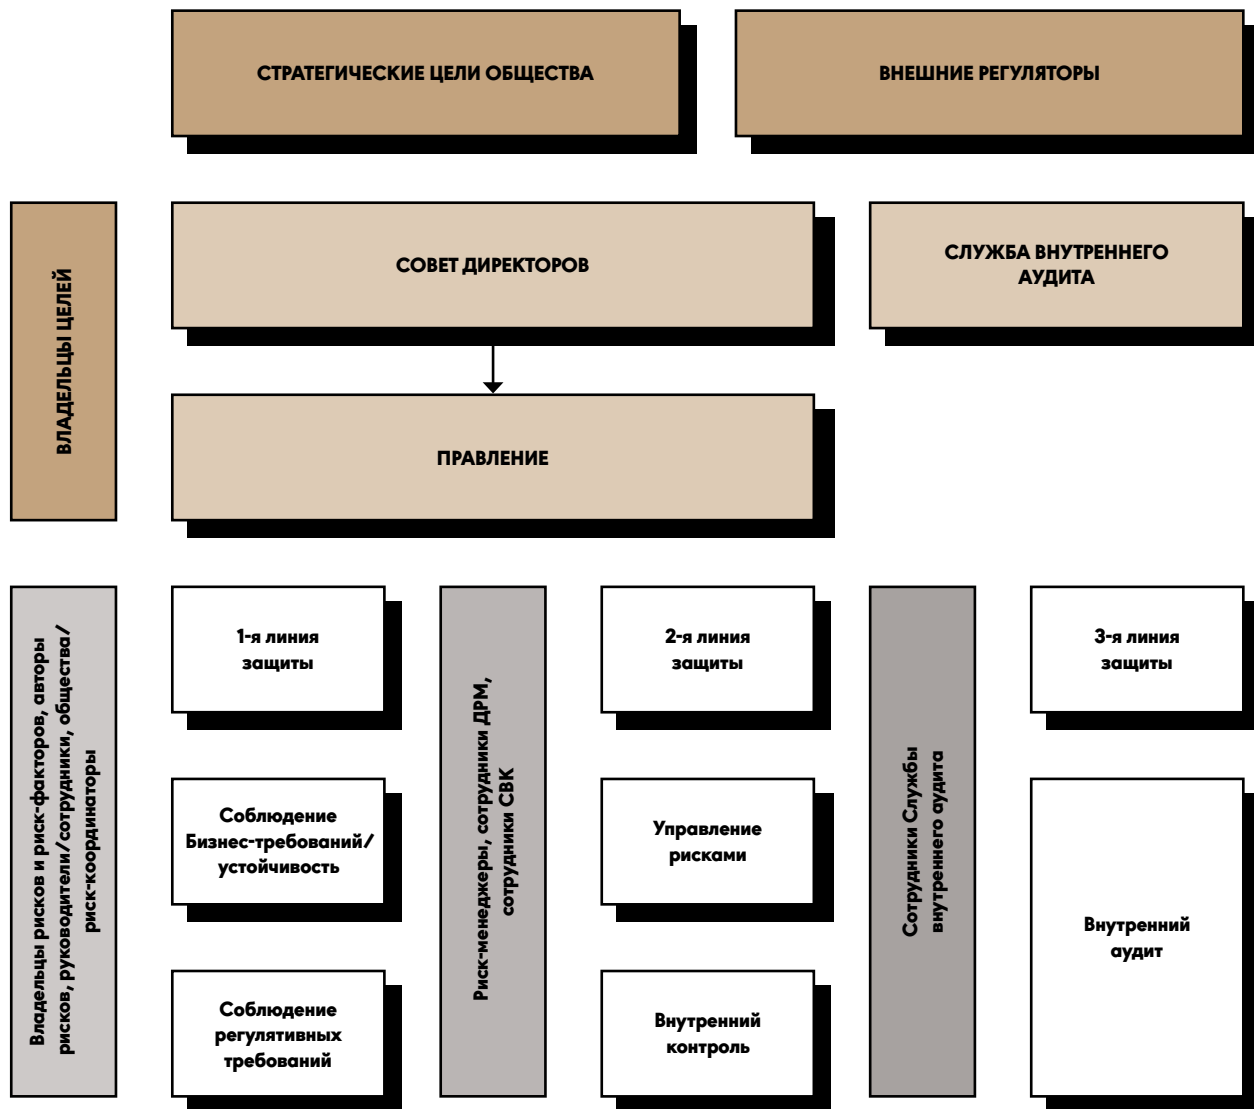 СТРАТЕГИЧЕСКИЕ ЦЕЛИ ОБЩЕСТВА
ВНЕШНИЕ РЕГУЛЯТОРЫ
ВЛАДЕЛЬЦЫ ЦЕЛЕЙ
СОВЕТ ДИРЕКТОРОВ
СЛУЖБА ВНУТРЕННЕГО
АУДИТА
ПРАВЛЕНИЕ
Владельцы рисков и риск-факторов, авторы
рисков, руководители/сотрудники, общества/
риск-координаторы
1-я линия
защиты
Соблюдение
Бизнес-требований/
устойчивость
Соблюдение
регулятивных
требований
Риск-менеджеры, сотрудники ДРМ,
сотрудники СВК
2-я линия
защиты
Управление
рисками
Внутренний
контроль
Сотрудники Службы
внутреннего аудита
3-я линия
защиты
Внутренний
аудит